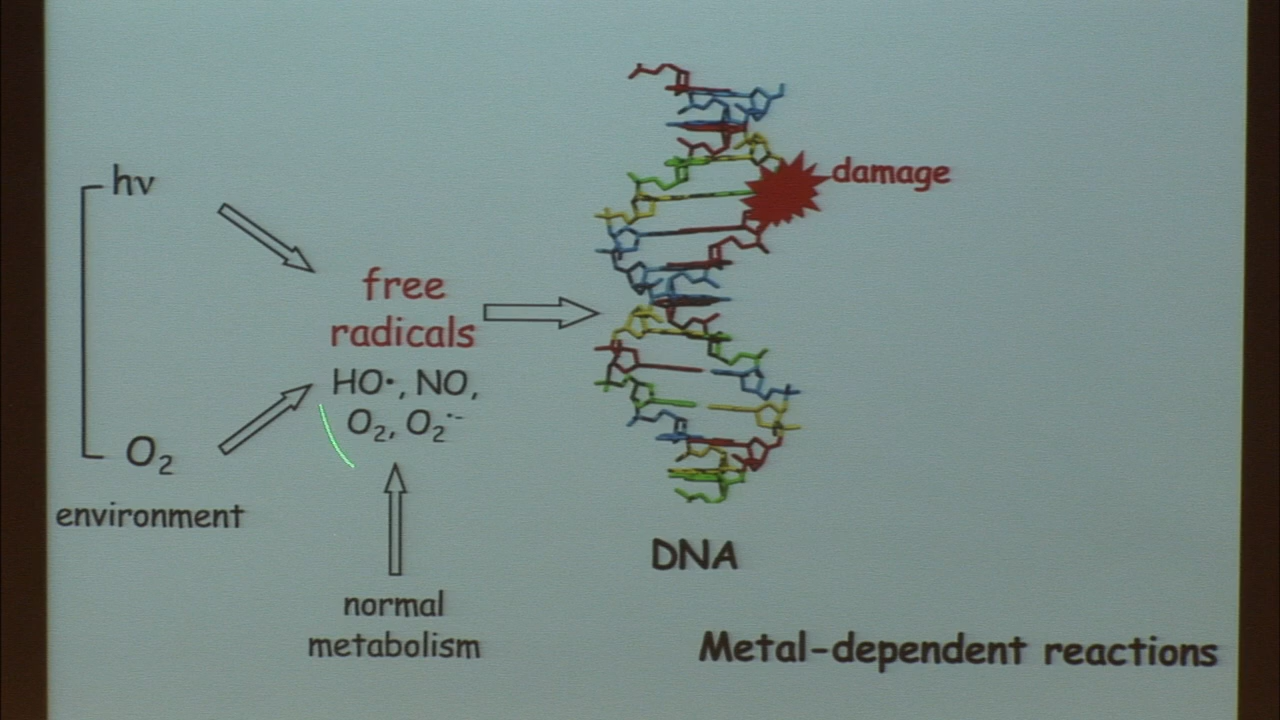 hν
O₂
environment
free
radicals
HO·, NO,
O₂, O₂·⁻
normal
metabolism
damage
DNA
Metal-dependent reactions